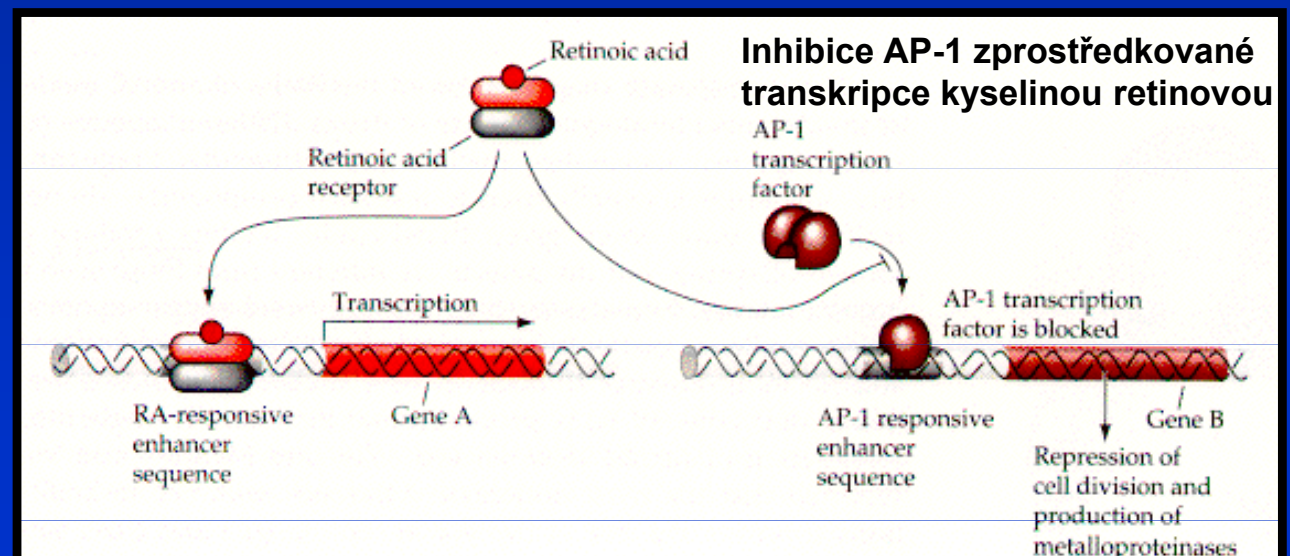 Inhibice AP-1 zprostředkované
transkripce kyselinou retinovou
Retinoic acid
Retinoic acid
receptor
AP-1
transcription
factor
Transcription
AP-1 transcription
factor is blocked
RA-responsive
enhancer
sequence
Gene A
AP-1 responsive
enhancer
sequence
Gene B
Repression of
cell division and
production of
metalloproteinases